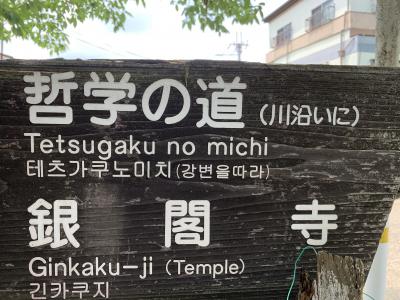 哲学の道(川沿いに)
Tetsugaku no michi
테츠가쿠노미치(강변을따라)
銀閣寺
Ginkaku-ji (Temple)
긴카쿠지